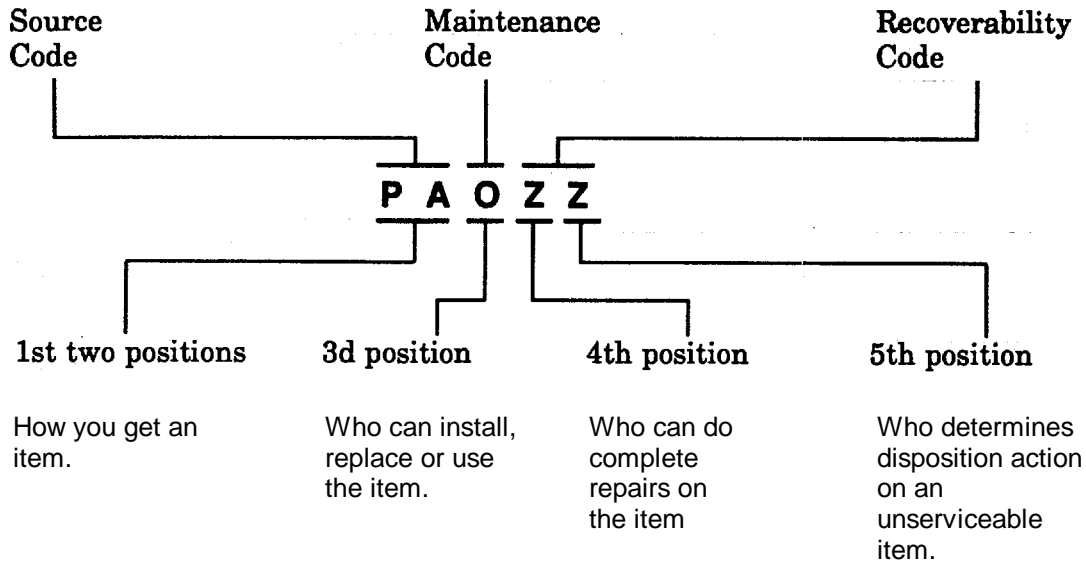 Source
Code
Maintenance
Code
Recoverability
Code
P A O Z Z
1st two positions
3d position
4th position
5th position
How you get an
item.
Who can install,
replace or use
the item.
Who can do
complete
repairs on
the item
Who determines
disposition action
on an
unserviceable
item.